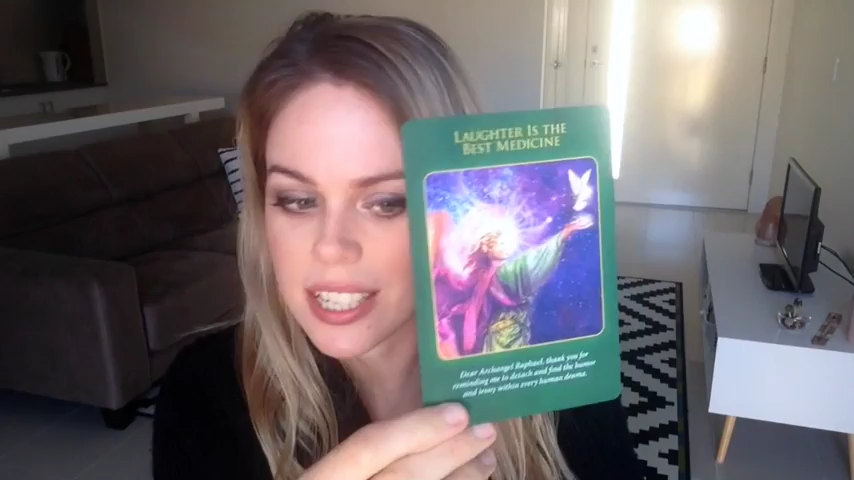 LAUGHTER IS THE
BEST MEDICINE
Dear Archangel Raphael, thank you for
reminding me to detach and find the humor
and irony within every human drama.